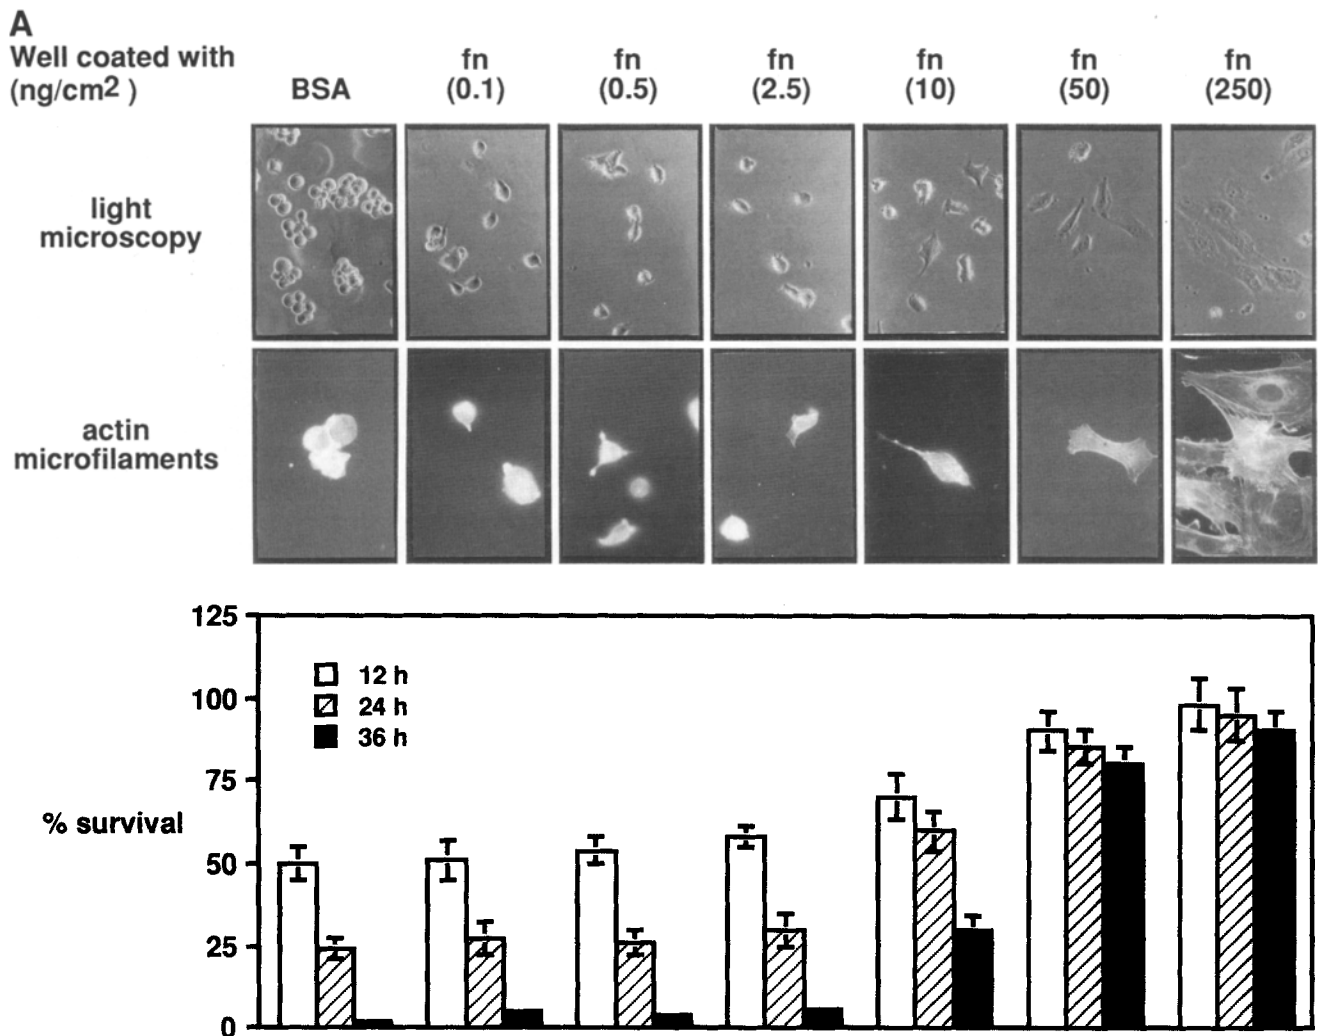 A
Well coated with
(ng/cm2 )
BSA
fn
(0.1)
fn
(0.5)
fn
(2.5)
fn
(10)
fn
(50)
fn
(250)
light
microscopy
actin
microfilaments
125
100
75
50
25
0
% survival
12 h
24 h
36 h